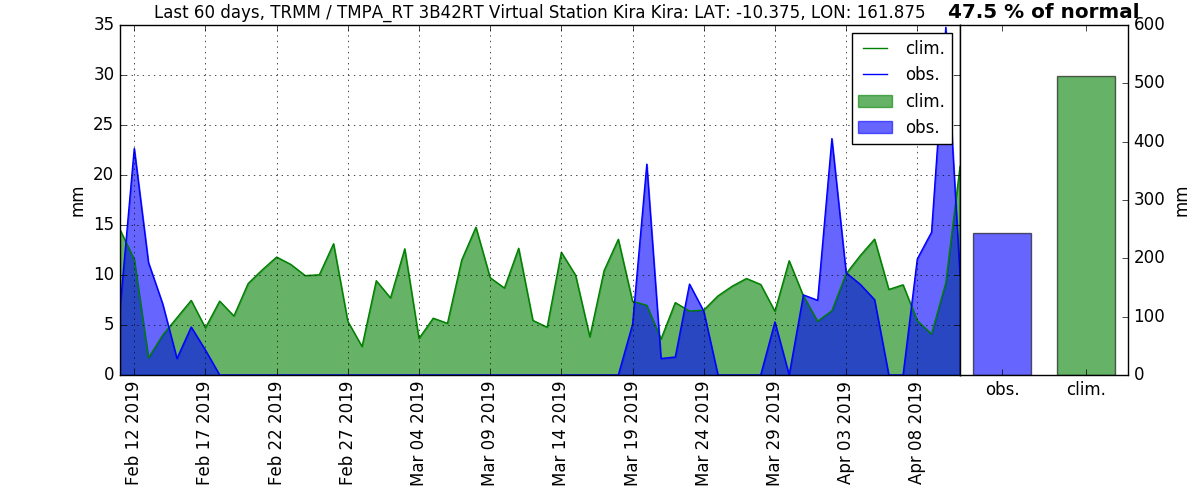 Last 60 days, TRMM / TMPA_RT 3B42RT Virtual Station Kira Kira: LAT: -10.375, LON: 161.875
47.5 % of normal
35
30
25
20
15
10
5
0
mm
clim.
obs.
clim.
obs.
600
500
400
300
200
100
0
mm
Feb 12 2019
Feb 17 2019
Feb 22 2019
Feb 27 2019
Mar 04 2019
Mar 09 2019
Mar 14 2019
Mar 19 2019
Mar 24 2019
Mar 29 2019
Apr 03 2019
Apr 08 2019
obs.
clim.